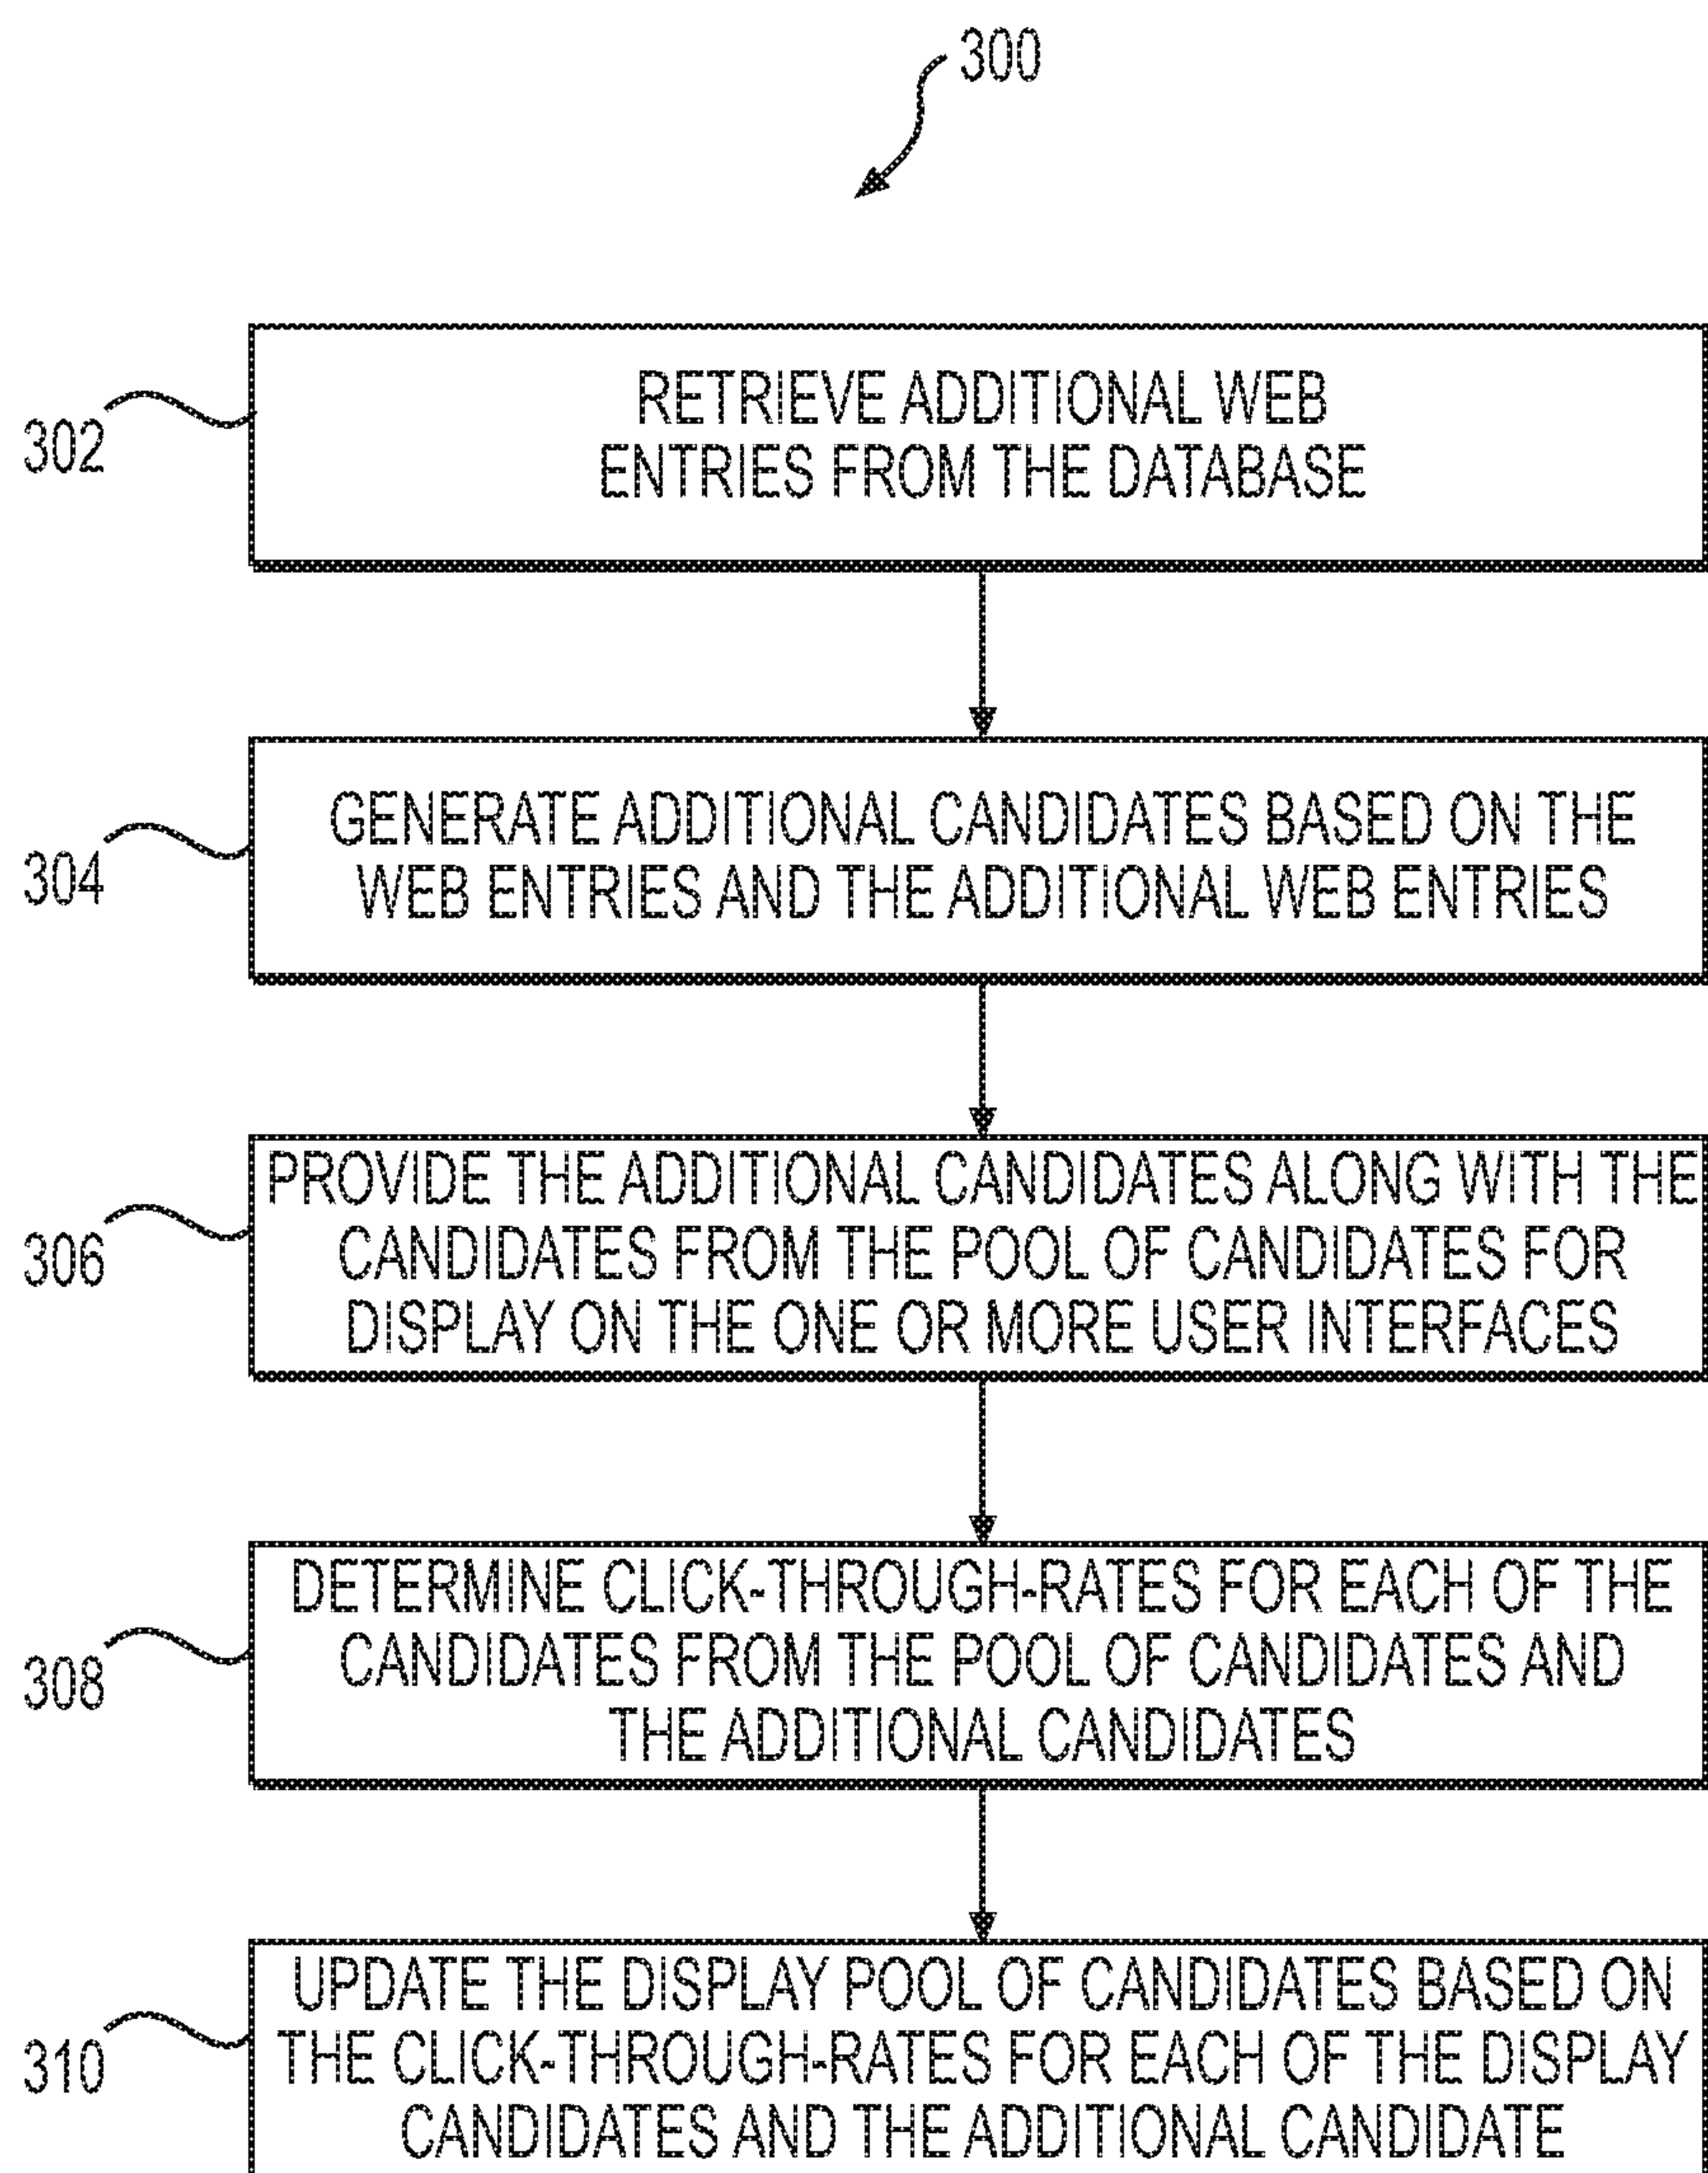 300
302
RETRIEVE ADDITIONAL WEB
ENTRIES FROM THE DATABASE
304
GENERATE ADDITIONAL CANDIDATES BASED ON THE
WEB ENTRIES AND THE ADDITIONAL WEB ENTRIES
306
PROVIDE THE ADDITIONAL CANDIDATES ALONG WITH THE
CANDIDATES FROM THE POOL OF CANDIDATES FOR
DISPLAY ON THE ONE OR MORE USER INTERFACES
308
DETERMINE CLICK-THROUGH-RATES FOR EACH OF THE
CANDIDATES FROM THE POOL OF CANDIDATES AND
THE ADDITIONAL CANDIDATES
310
UPDATE THE DISPLAY POOL OF CANDIDATES BASED ON
THE CLICK-THROUGH-RATES FOR EACH OF THE DISPLAY
CANDIDATES AND THE ADDITIONAL CANDIDATE